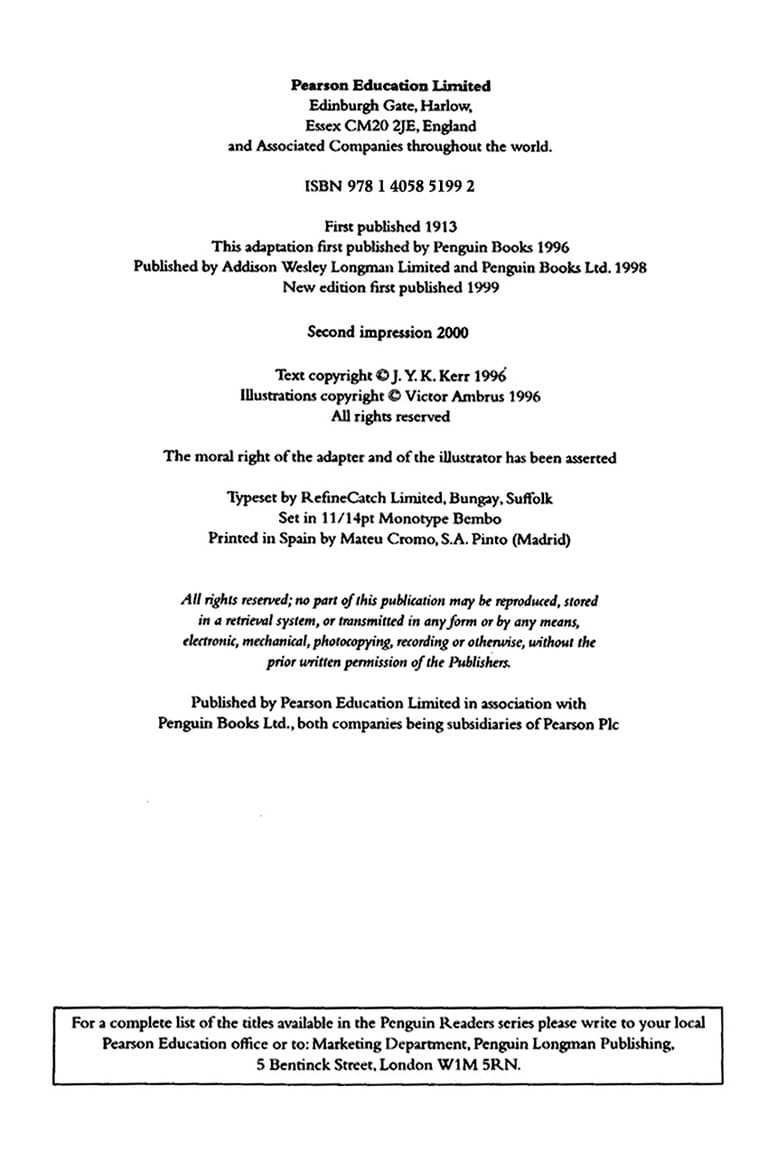 Pearson Education Limited
Edinburgh Gate, Harlow,
Essex CM20 2JE, England
and Associated Companies throughout the world.
ISBN 978 1 4058 5199 2
First published 1913
This adaptation first published by Penguin Books 1996
Published by Addison Wesley Longman Limited and Penguin Books Ltd. 1998
New edition first published 1999
Second impression 2000
Text copyright © J. Y. K. Kerr 1996
Illustrations copyright © Victor Ambrus 1996
All rights reserved
The moral right of the adapter and of the illustrator has been asserted
Typeset by RefineCatch Limited, Bungay, Suffolk
Set in 11/14pt Monotype Bembo
Printed in Spain by Mateu Cromo, S.A. Pinto (Madrid)
All rights reserved; no part of this publication may be reproduced, stored
in a retrieval system, or transmitted in any form or by any means,
electronic, mechanical, photocopying, recording or otherwise, without the
prior written permission of the Publishers.
Published by Pearson Education Limited in association with
Penguin Books Ltd., both companies being subsidiaries of Pearson Plc
For a complete list of the titles available in the Penguin Readers series please write to your local
Pearson Education office or to: Marketing Department, Penguin Longman Publishing,
5 Bentinck Street, London W1M 5RN.